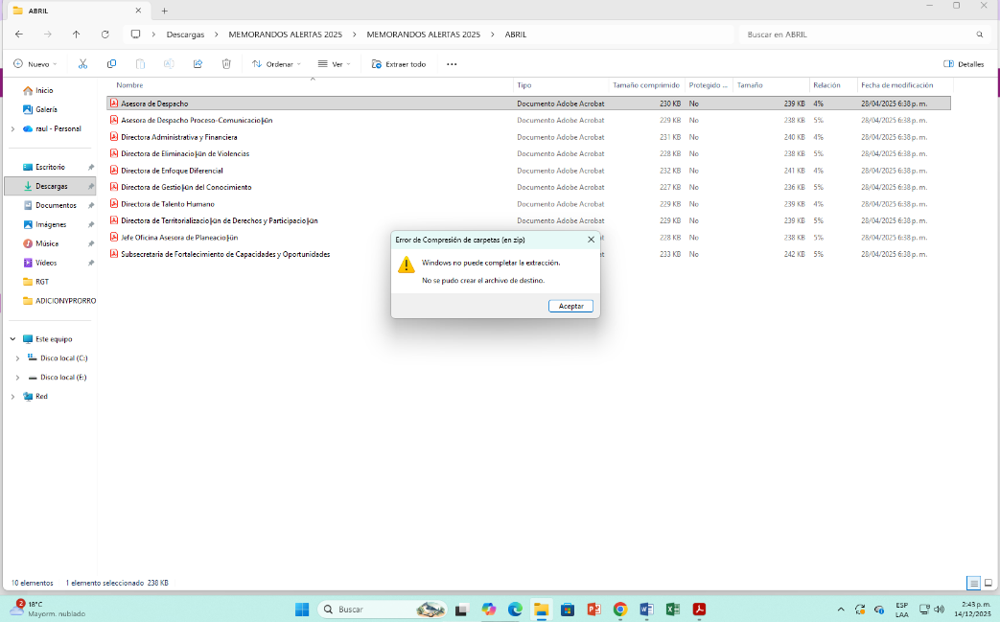 ABRIL
Descargas > MEMORANDOS ALERTAS 2025 > MEMORANDOS ALERTAS 2025 > ABRIL
Buscar en ABRIL
Nuevo
Ordenar
Ver
Extraer todo
Detalles
Nombre Tipo Tamaño comprimido Protegido ... Tamaño Relación Fecha de modificación
Inicio
Galería
raul - Personal
Escritorio
Descargas
Documentos
Imágenes
Música
Vídeos
RGT
ADICIONYPRORRO
Este equipo
Disco local (C:)
Disco local (E:)
Red
Asesora de Despacho Documento Adobe Acrobat 230 KB No 239 KB 4% 28/04/2025 6:38 p. m.
Asesora de Despacho Proceso-Comunicacio╠ün Documento Adobe Acrobat 229 KB No 238 KB 5% 28/04/2025 6:38 p. m.
Directora Administrativa y Financiera Documento Adobe Acrobat 231 KB No 240 KB 4% 28/04/2025 6:38 p. m.
Directora de Eliminacio╠ün de Violencias Documento Adobe Acrobat 228 KB No 238 KB 5% 28/04/2025 6:38 p. m.
Directora de Enfoque Diferencial Documento Adobe Acrobat 232 KB No 241 KB 4% 28/04/2025 6:38 p. m.
Directora de Gestio╠ün del Conocimiento Documento Adobe Acrobat 227 KB No 236 KB 5% 28/04/2025 6:38 p. m.
Directora de Talento Humano Documento Adobe Acrobat 229 KB No 239 KB 4% 28/04/2025 6:38 p. m.
Directora de Territorializacio╠ün de Derechos y Participacio╠ün Documento Adobe Acrobat 229 KB No 239 KB 5% 28/04/2025 6:38 p. m.
Jefe Oficina Asesora de Planeacio╠ün 228 KB No 238 KB 5% 28/04/2025 6:38 p. m.
Subsecretaria de Fortalecimiento de Capacidades y Oportunidades 233 KB No 242 KB 5% 28/04/2025 6:38 p. m.
Error de Compresión de carpetas (en zip)
Windows no puede completar la extracción.
No se pudo crear el archivo de destino.
Aceptar
10 elementos 1 elemento seleccionado 238 KB
2
18°C
Mayorm. nublado
Buscar
ESP
LAA
2:43 p. m.
14/12/2025